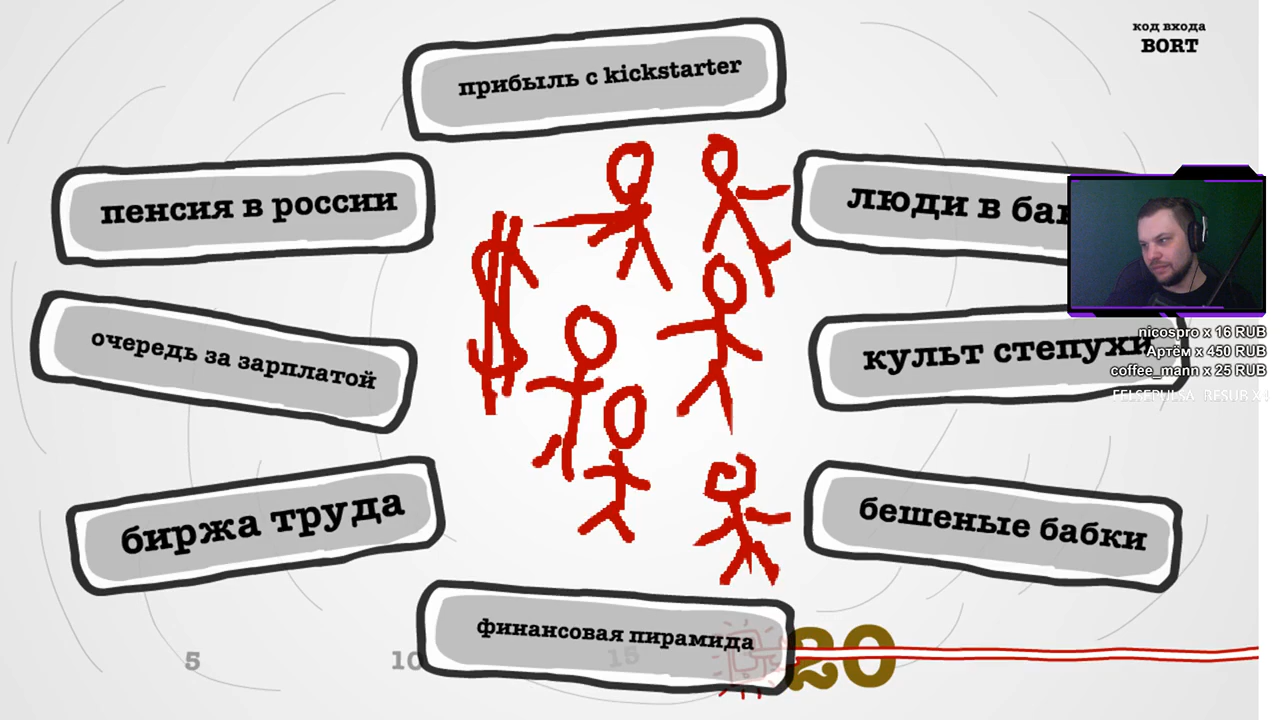 код входа
BORT
прибыль с kickstarter
пенсия в россии
люди в
очередь за зарплатой
культ степухи
nicospro x 16 RUB
Артём x 450 RUB
coffee_mann x 25 RUB
биржа труда
бешеные бабки
финансовая пирамида
5
10
15
20